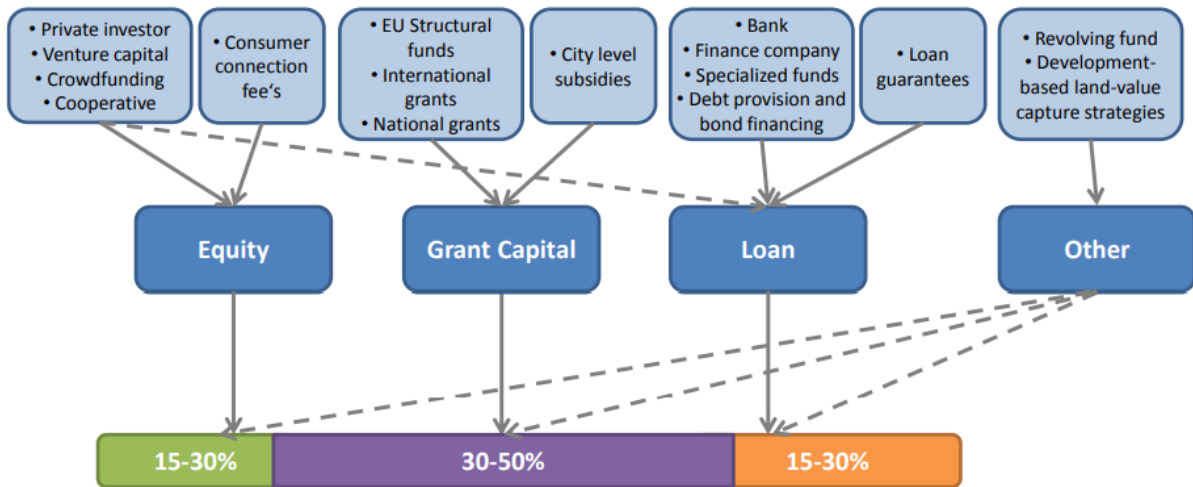 • Private investor
• Venture capital
• Crowdfunding
• Cooperative
• Consumer
connection
fee‘s
• EU Structural
funds
• International
grants
• National grants
• City level
subsidies
• Bank
• Finance company
• Specialized funds
• Debt provision and
bond financing
• Loan
guarantees
• Revolving fund
• Development-
based land-value
capture strategies
Equity
Grant Capital
Loan
Other
15-30%
30-50%
15-30%